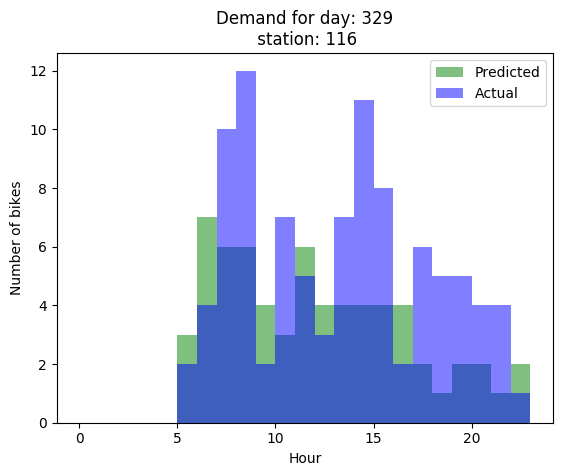 Demand for day: 329
station: 116
Predicted
Actual
Number of bikes
12
10
8
6
4
2
0
0
5
10
15
20
Hour